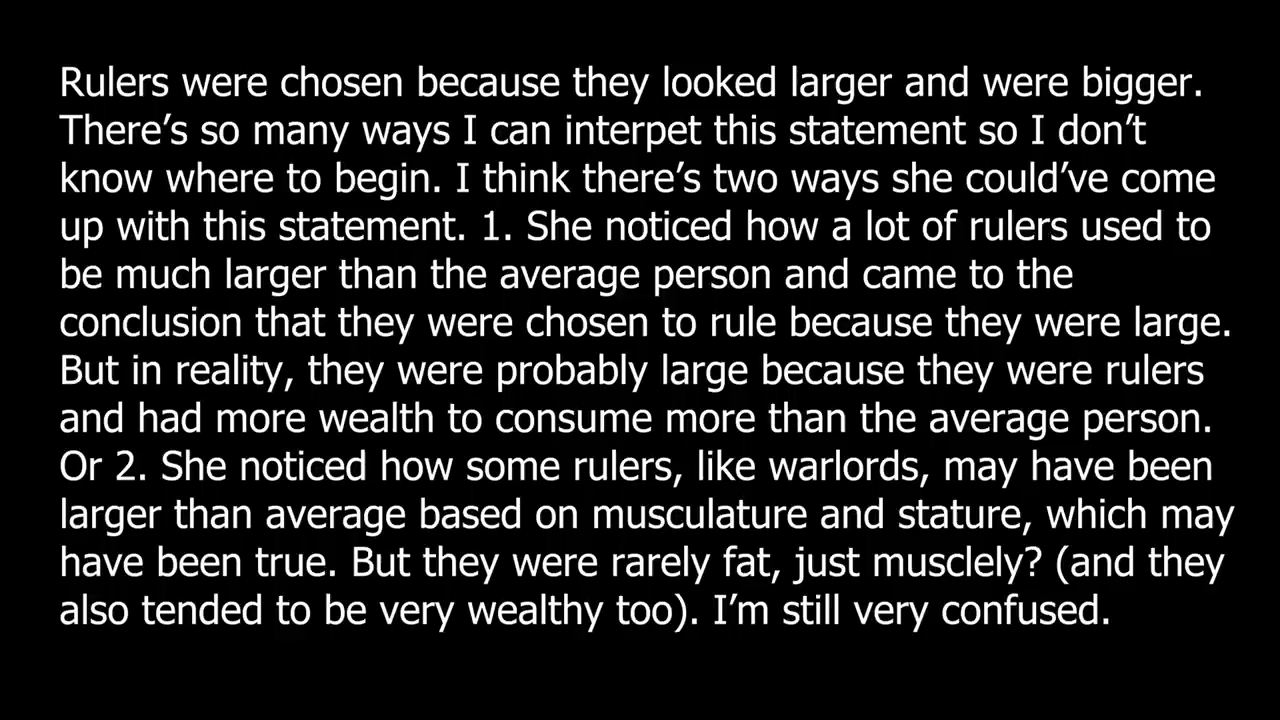 Rulers were chosen because they looked larger and were bigger.
There’s so many ways I can interpet this statement so I don’t
know where to begin. I think there’s two ways she could’ve come
up with this statement. 1. She noticed how a lot of rulers used to
be much larger than the average person and came to the
conclusion that they were chosen to rule because they were large.
But in reality, they were probably large because they were rulers
and had more wealth to consume more than the average person.
Or 2. She noticed how some rulers, like warlords, may have been
larger than average based on musculature and stature, which may
have been true. But they were rarely fat, just musclely? (and they
also tended to be very wealthy too). I’m still very confused.